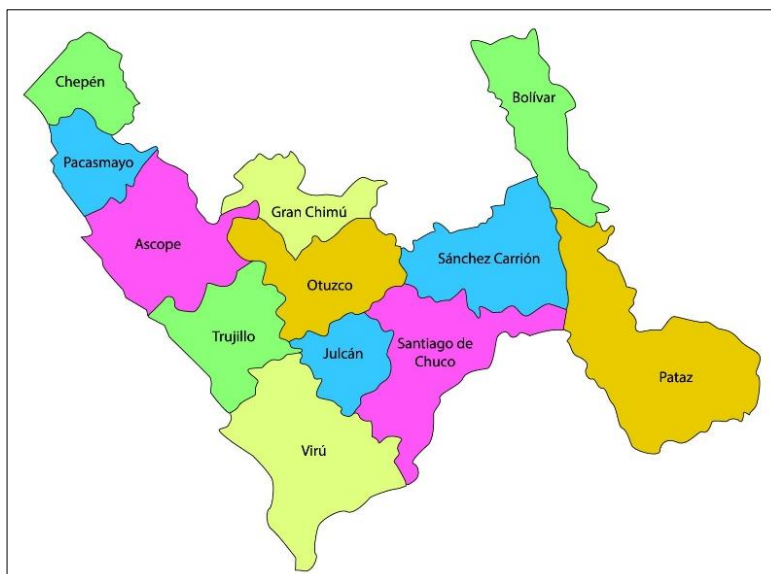 Chepén
Bolívar
Pacasmayo
Gran Chimú
Ascope
Sánchez Carrión
Otuzco
Trujillo
Julcán
Santiago de
Chuco
Pataz
Virú